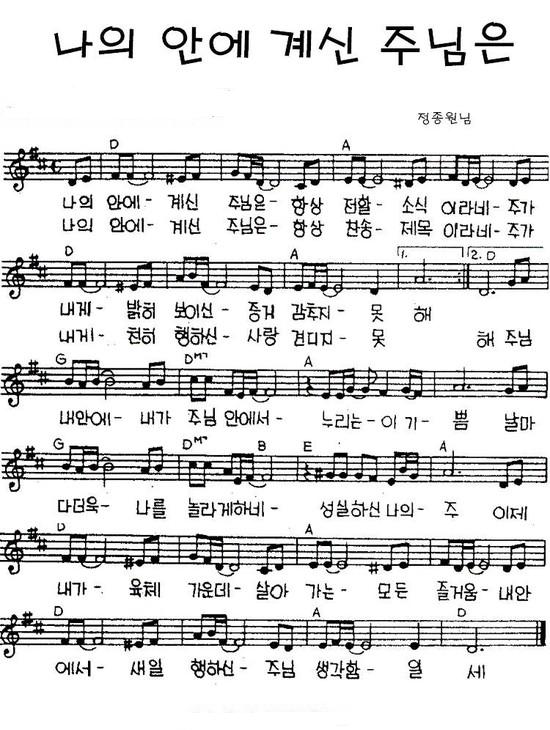 나의 안에 계신 주님은
정종원님
D A
나의 안에- 계신 주님은- 항상 전할- 소식 이라비-주가
나의 안에- 계신 주님은- 항상 찬송- 제목 이라비-주가
D A 1. 2. D
내게- 밝히 보이신- 증거 감추지- 못 해
내게- 친히 행하신- 사랑 견디지- 못 해 주님
G DM7 A
내안에- 내가 주님 안에서- 누리는-이 기- 쁨 날마
G DM7 B E A
다더욱- 나를 놀라게하비- 성실하신 나의- 주 이제
D A
내가- 육체 가운데- 살아 가는- 모든 즐거움-내안
D A D
에서- 새일 행하신- 주님 생각함- 일 세